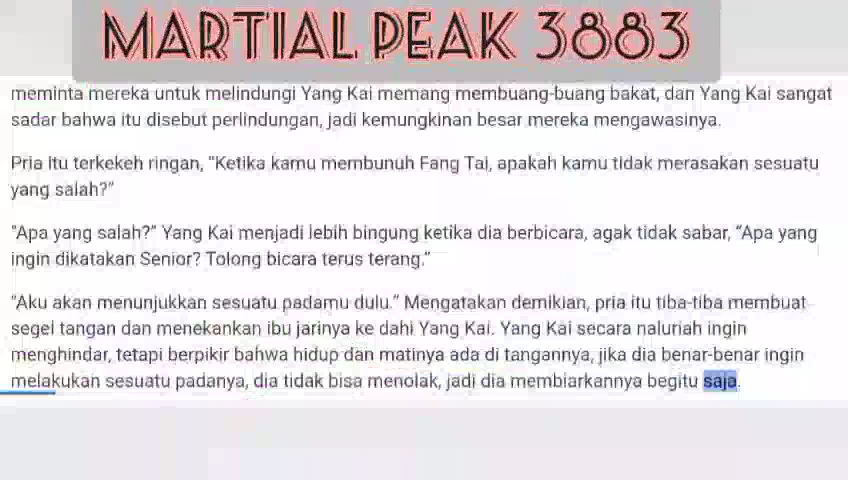 MARTIAL PEAK 3883
meminta mereka untuk melindungi Yang Kai memang membuang-buang bakat, dan Yang Kai sangat
sadar bahwa itu disebut perlindungan, jadi kemungkinan besar mereka mengawasinya.
Pria itu terkekeh ringan, "Ketika kamu membunuh Fang Tai, apakah kamu tidak merasakan sesuatu
yang salah?"
"Apa yang salah?" Yang Kai menjadi lebih bingung ketika dia berbicara, agak tidak sabar, "Apa yang
ingin dikatakan Senior? Tolong bicara terus terang."
"Aku akan menunjukkan sesuatu padamu dulu." Mengatakan demikian, pria itu tiba-tiba membuat
segel tangan dan menekankan ibu jarinya ke dahi Yang Kai. Yang Kai secara naluriah ingin
menghindar, tetapi berpikir bahwa hidup dan matinya ada di tangannya, jika dia benar-benar ingin
melakukan sesuatu padanya, dia tidak bisa menolak, jadi dia membiarkannya begitu saja.